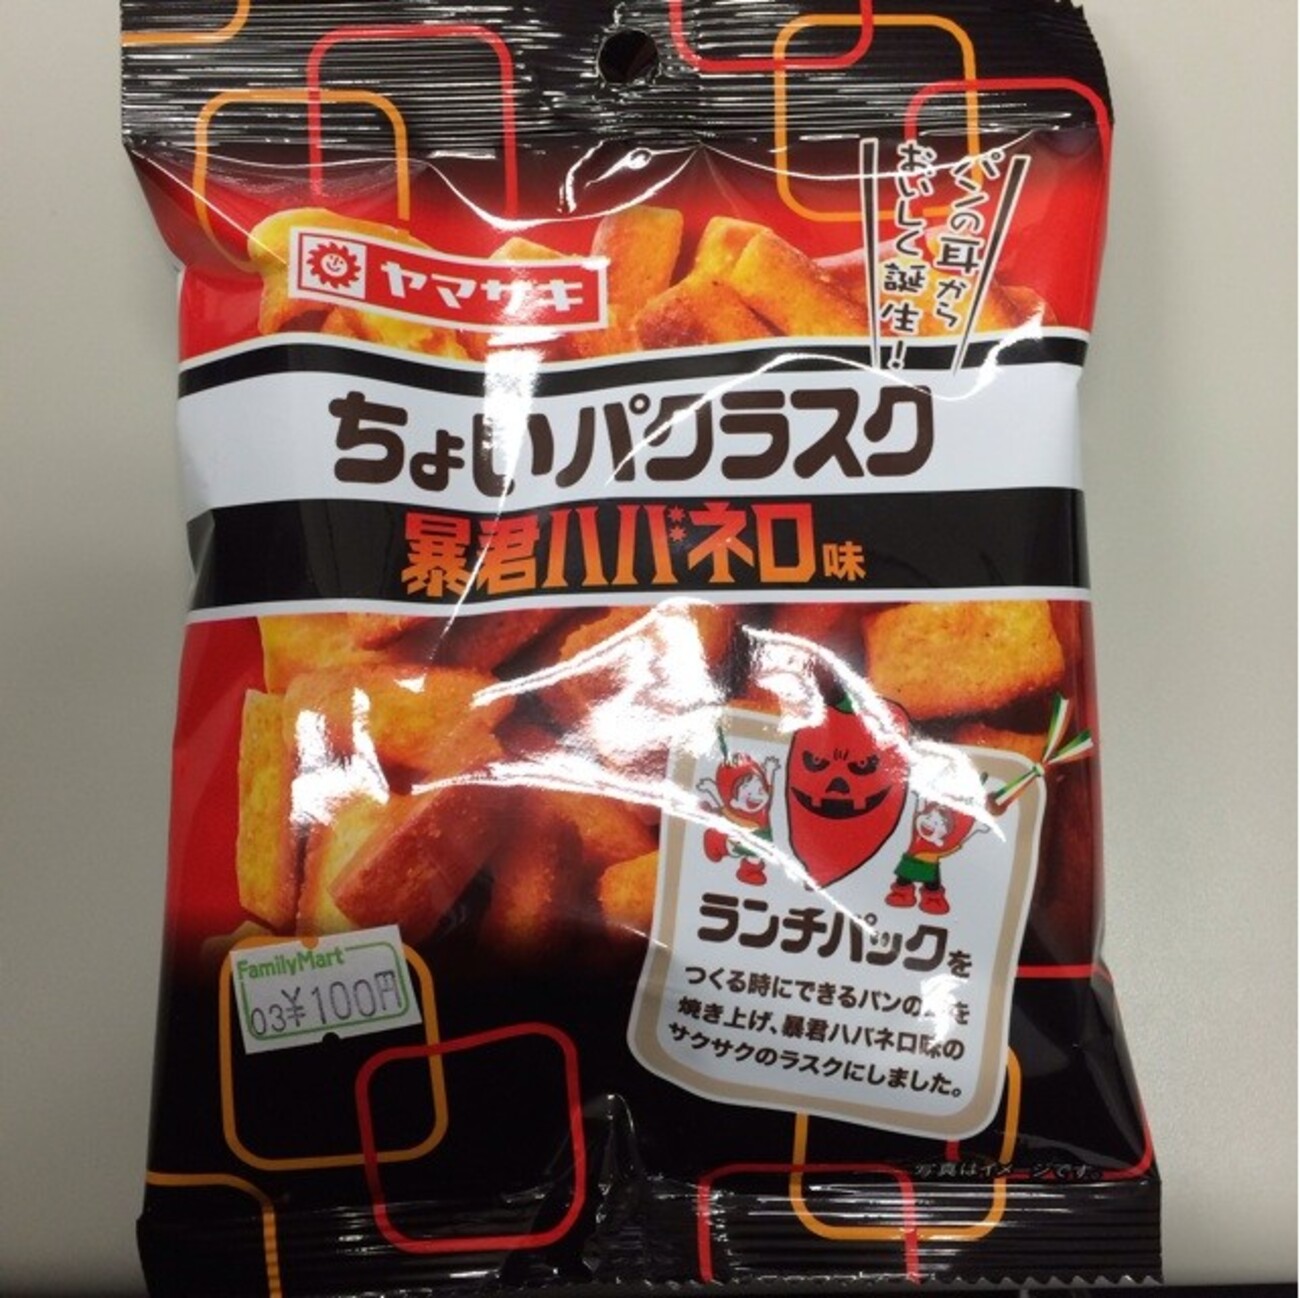 パンの耳から
おいしく誕生!
ヤマザキ
ちょいパクラスク
暴君ハバネロ味
ランチパックを
つくる時にできるパンの を
焼き上げ、暴君ハバネロ味の
サクサクのラスクにしました。
FamilyMart
03¥100円
写真はイメージです。